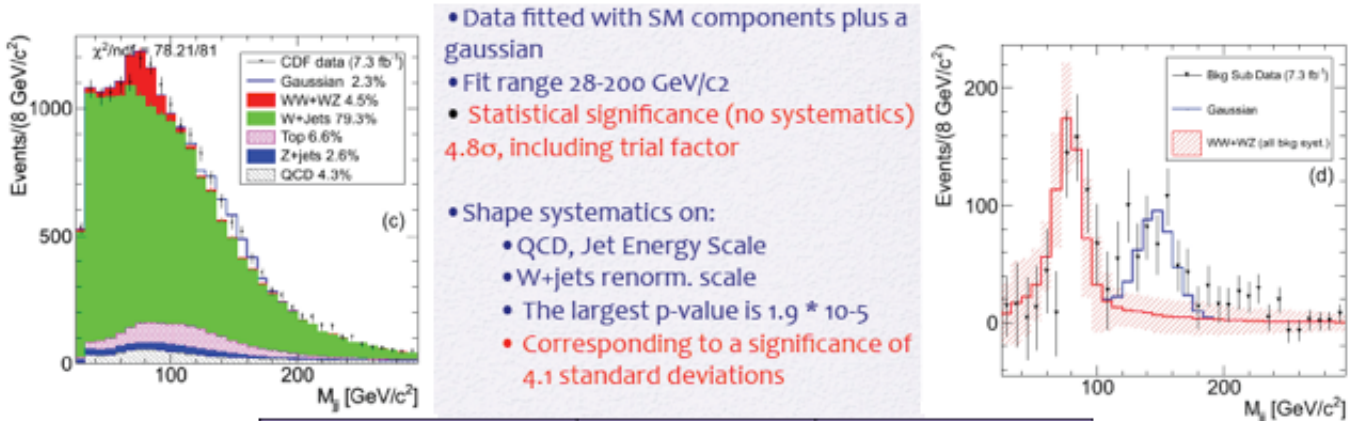 χ²/ndf = 78.21/81
CDF data (7.3 fb⁻¹)
Gaussian 2.3%
WW+WZ 4.5%
W+Jets 79.3%
Top 6.6%
Z+jets 2.6%
QCD 4.3%
(c)
Events/(8 GeV/c²)
1000
500
0
100
200
M_jj [GeV/c²]
•Data fitted with SM components plus a
gaussian
•Fit range 28-200 GeV/c2
• Statistical significance (no systematics)
4.8σ, including trial factor
•Shape systematics on:
•QCD, Jet Energy Scale
•W+jets renorm. scale
•The largest p-value is 1.9 * 10-5
•Corresponding to a significance of
4.1 standard deviations
Events/(8 GeV/c²)
200
100
0
Bkg Sub Data (7.3 fb⁻¹)
Gaussian
WW+WZ (all bkg syst.)
(d)
100
200
M_jj [GeV/c²]